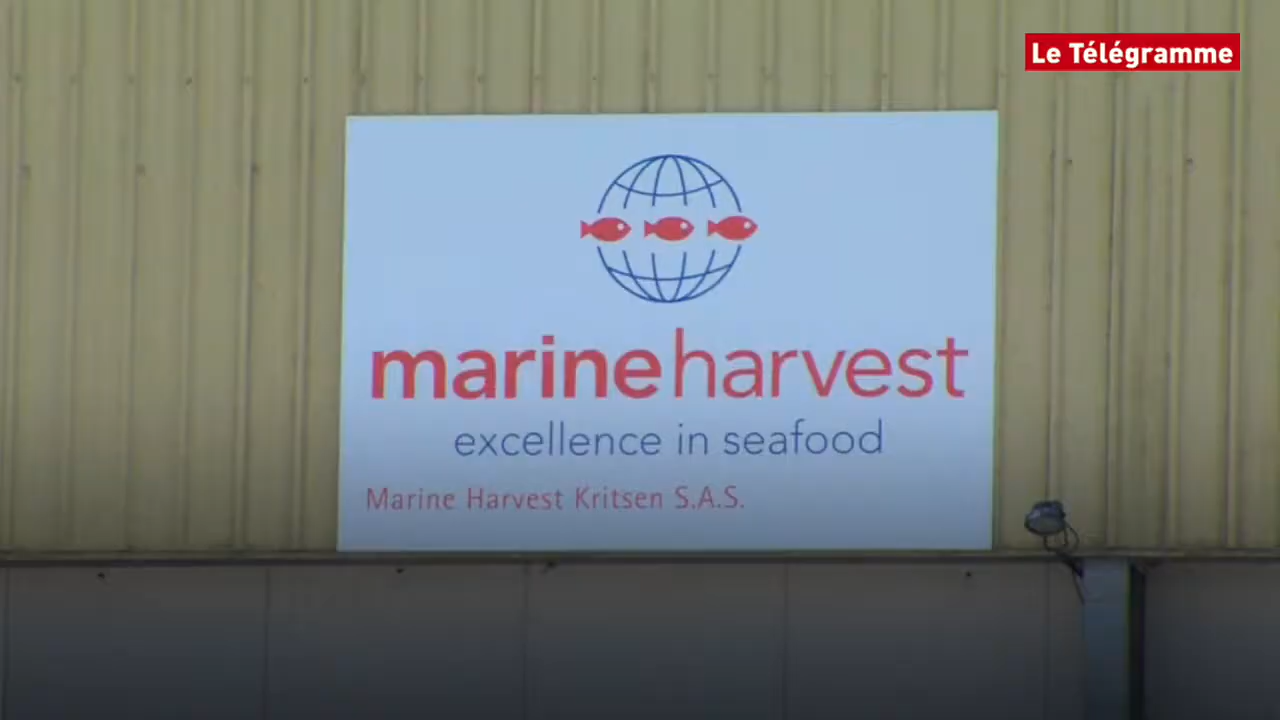 Le Télégramme
marineharvest
excellence in seafood
Marine Harvest Kritsen S.A.S.